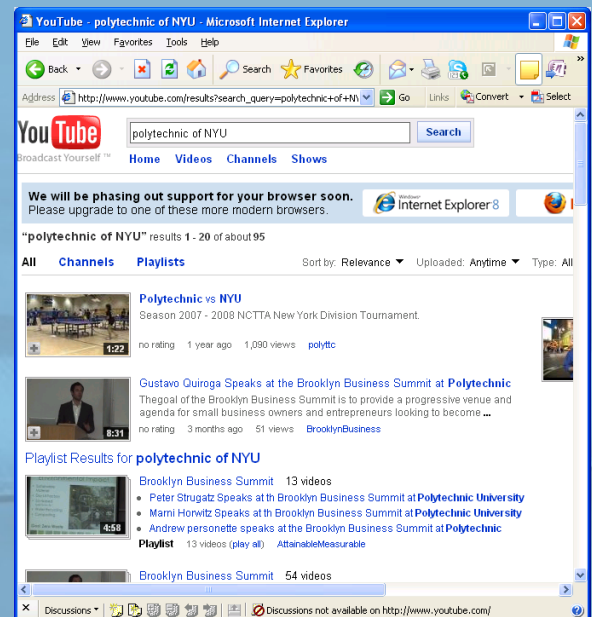 YouTube - polytechnic of NYU - Microsoft Internet Explorer
File Edit View Favorites Tools Help
Back Search Favorites
Address http://www.youtube.com/results?search_query=polytechnic+of+N Go Links Convert Select
You Tube
Broadcast Yourself ™
polytechnic of NYU Search
Home Videos Channels Shows
We will be phasing out support for your browser soon.
Please upgrade to one of these more modern browsers.
Windows Internet Explorer 8
"polytechnic of NYU" results 1 - 20 of about 95
All Channels Playlists Sort by: Relevance ▼ Uploaded: Anytime ▼ Type: All
Polytechnic vs NYU
Season 2007 - 2008 NCTTA New York Division Tournament.
1:22
no rating 1 year ago 1,090 views polyttc
Gustavo Quiroga Speaks at the Brooklyn Business Summit at Polytechnic
Thegoal of the Brooklyn Business Summit is to provide a progressive venue and
agenda for small business owners and entrepreneurs looking to become ...
8:31
no rating 3 months ago 51 views BrooklynBusiness
Playlist Results for polytechnic of NYU
Brooklyn Business Summit 13 videos
• Peter Strugatz Speaks at th Brooklyn Business Summit at Polytechnic University
• Marni Horwitz Speaks at th Brooklyn Business Summit at Polytechnic University
• Andrew personette speaks at the Brooklyn Business Summit at Polytechnic
4:58
Playlist 13 videos (play all) AttainableMeasurable
Brooklyn Business Summit 54 videos
Discussions Discussions not available on http://www.youtube.com/